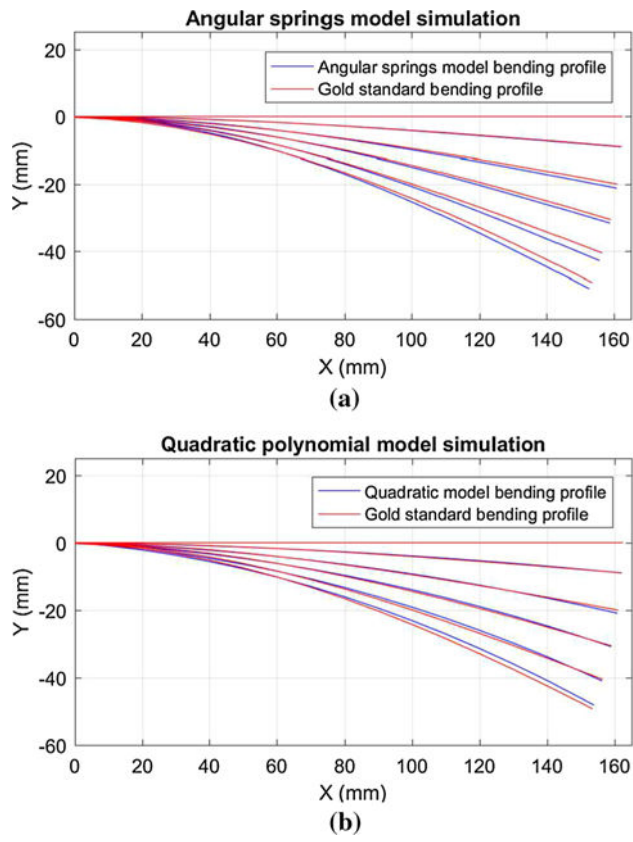 Angular springs model simulation
20
0
-20
-40
-60
Y (mm)
Angular springs model bending profile
Gold standard bending profile
0 20 40 60 80 100 120 140 160
X (mm)
(a)
Quadratic polynomial model simulation
20
0
-20
-40
-60
Y (mm)
Quadratic model bending profile
Gold standard bending profile
0 20 40 60 80 100 120 140 160
X (mm)
(b)